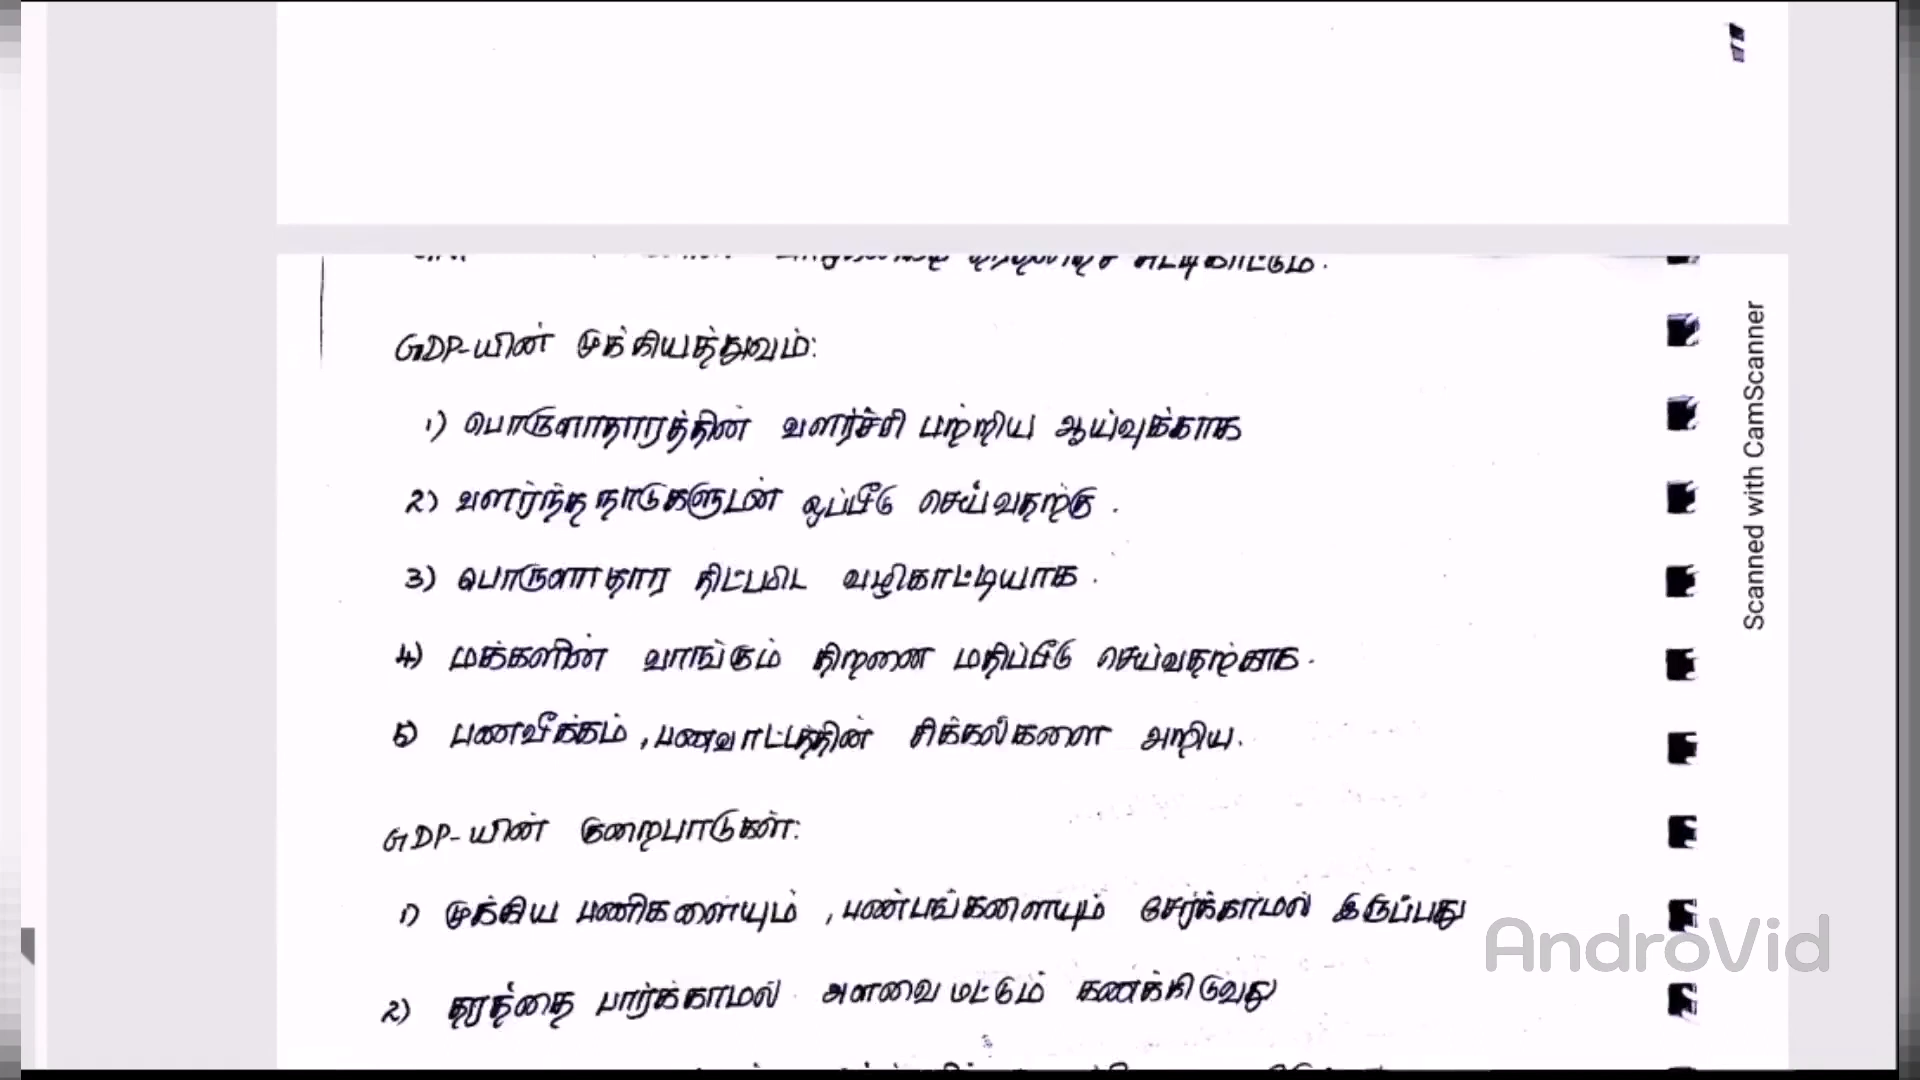 சுட்டிகாட்டும்.
GDP-யின் முக்கியத்துவம்:
1) பொருளாதாரத்தின் வளர்ச்சி பற்றிய ஆய்வுக்காக
2) வளர்ந்த நாடுகளுடன் ஒப்பீடு செய்வதற்கு.
3) பொருளாதார திட்டமிட வழிகாட்டியாக.
4) மக்களின் வாங்கும் திறனை மதிப்பீடு செய்வதற்காக.
5) பணவீக்கம், பணவாட்டத்தின் சிக்கல்களை அறிய.
GDP-யின் குறைபாடுகள்:
1) முக்கிய பணிகளையும், பண்டங்களையும் சேர்க்காமல் இருப்பது
2) தரத்தை பார்க்காமல் அளவை மட்டும் கணக்கிடுவது
Scanned with CamScanner
AndroVid